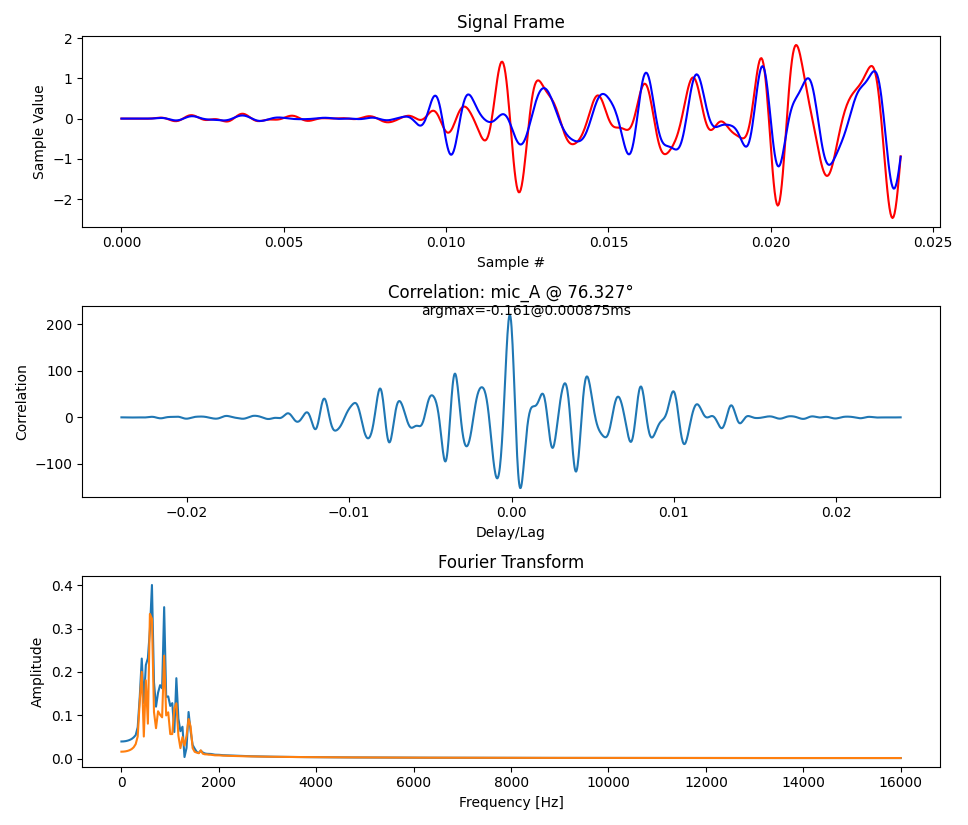 Signal Frame
2
1
0
−1
−2
Sample Value
0.000 0.005 0.010 0.015 0.020 0.025
Sample #
Correlation: mic_A @ 76.327°
argmax=-0.161@0.000875ms
200
100
0
−100
Correlation
−0.02 −0.01 0.00 0.01 0.02
Delay/Lag
Fourier Transform
0.4
0.3
0.2
0.1
0.0
Amplitude
0 2000 4000 6000 8000 10000 12000 14000 16000
Frequency [Hz]